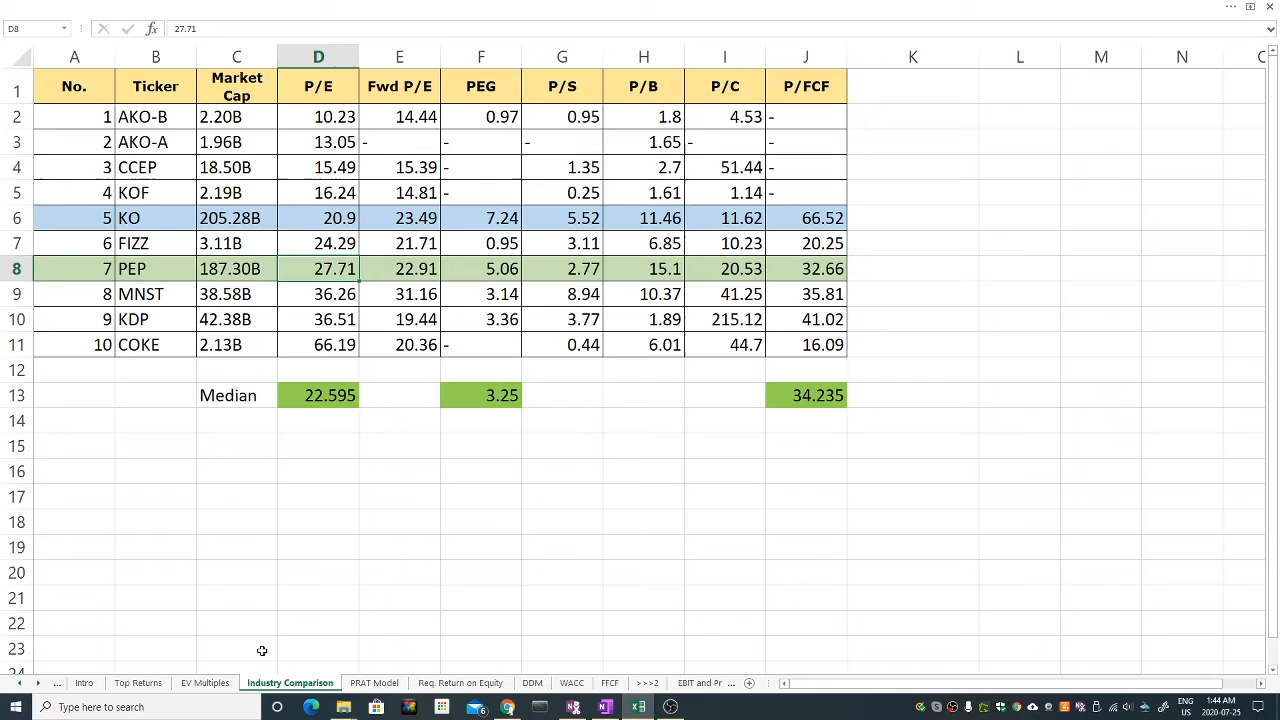 D8 fx 27.71
A B C D E F G H I J K L M N
1 No. Ticker Market Cap P/E Fwd P/E PEG P/S P/B P/C P/FCF
2 1 AKO-B 2.20B 10.23 14.44 0.97 0.95 1.8 4.53 -
3 2 AKO-A 1.96B 13.05 - - - 1.65 - -
4 3 CCEP 18.50B 15.49 15.39 - 1.35 2.7 51.44 -
5 4 KOF 2.19B 16.24 14.81 - 0.25 1.61 1.14 -
6 5 KO 205.28B 20.9 23.49 7.24 5.52 11.46 11.62 66.52
7 6 FIZZ 3.11B 24.29 21.71 0.95 3.11 6.85 10.23 20.25
8 7 PEP 187.30B 27.71 22.91 5.06 2.77 15.1 20.53 32.66
9 8 MNST 38.58B 36.26 31.16 3.14 8.94 10.37 41.25 35.81
10 9 KDP 42.38B 36.51 19.44 3.36 3.77 1.89 215.12 41.02
11 10 COKE 2.13B 66.19 20.36 - 0.44 6.01 44.7 16.09
12
13 Median 22.595 3.25 34.235
14
15
16
17
18
19
20
21
22
23
... Intro Top Returns EV Multiples Industry Comparison PRAT Model Req. Return on Equity DDM WACC FCFF >>>2 EBIT and Pr ...
Type here to search 6 ENG 1:44 AM
US 2020-07-25